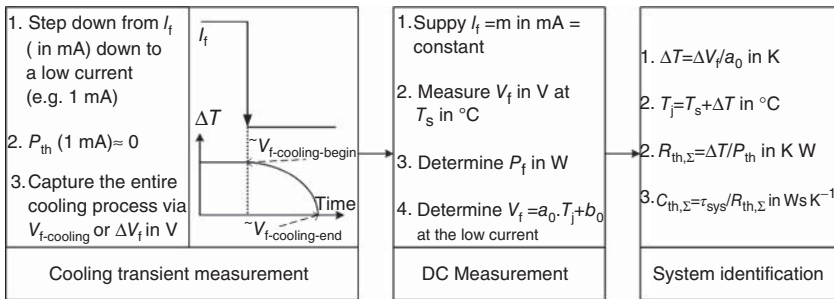 1. Step down from I_f
( in mA) down to
a low current
(e.g. 1 mA)
2. P_th (1 mA)≈ 0
3. Capture the entire
cooling process via
V_f-cooling or ΔV_f in V
I_f
ΔT
~V_f-cooling-begin
Time
~V_f-cooling-end
Cooling transient measurement
1. Suppy I_f =m in mA =
constant
2. Measure V_f in V at
T_s in °C
3. Determine P_f in W
4. Determine V_f =a_0.T_j+b_0
at the low current
DC Measurement
1. ΔT=ΔV_f/a_0 in K
2. T_j=T_s+ΔT in °C
2. R_th,Σ=ΔT/P_th in K W
3. C_th,Σ=τ_sys/R_th,Σ in Ws K^-1
System identification